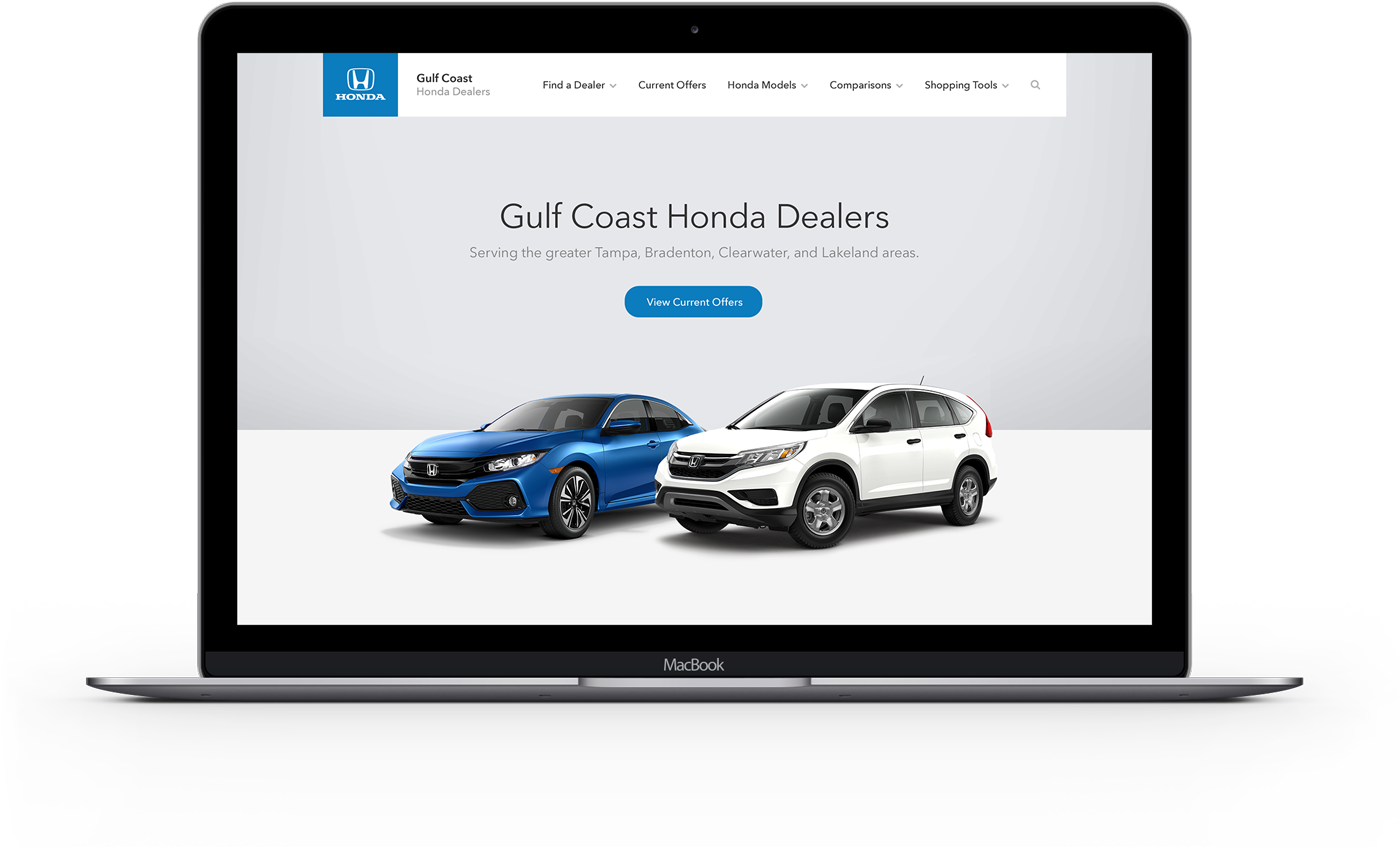 HONDA
Gulf Coast
Honda Dealers
Find a Dealer
Current Offers
Honda Models
Comparisons
Shopping Tools
Gulf Coast Honda Dealers
Serving the greater Tampa, Bradenton, Clearwater, and Lakeland areas.
View Current Offers
MacBook